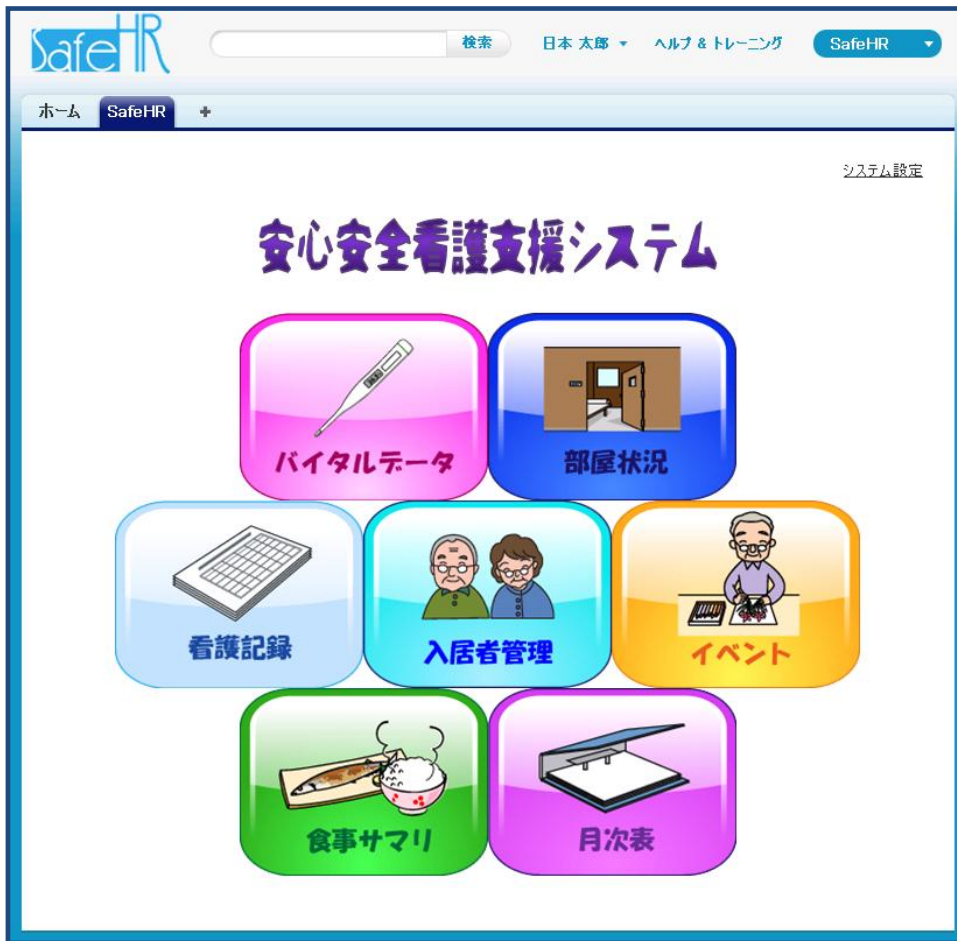 SafeHR
検索
日本 太郎
ヘルプ & トレーニング
SafeHR
ホーム
SafeHR
+
システム設定
安心安全看護支援システム
バイタルデータ
部屋状況
看護記録
入居者管理
イベント
食事サマリ
月次表